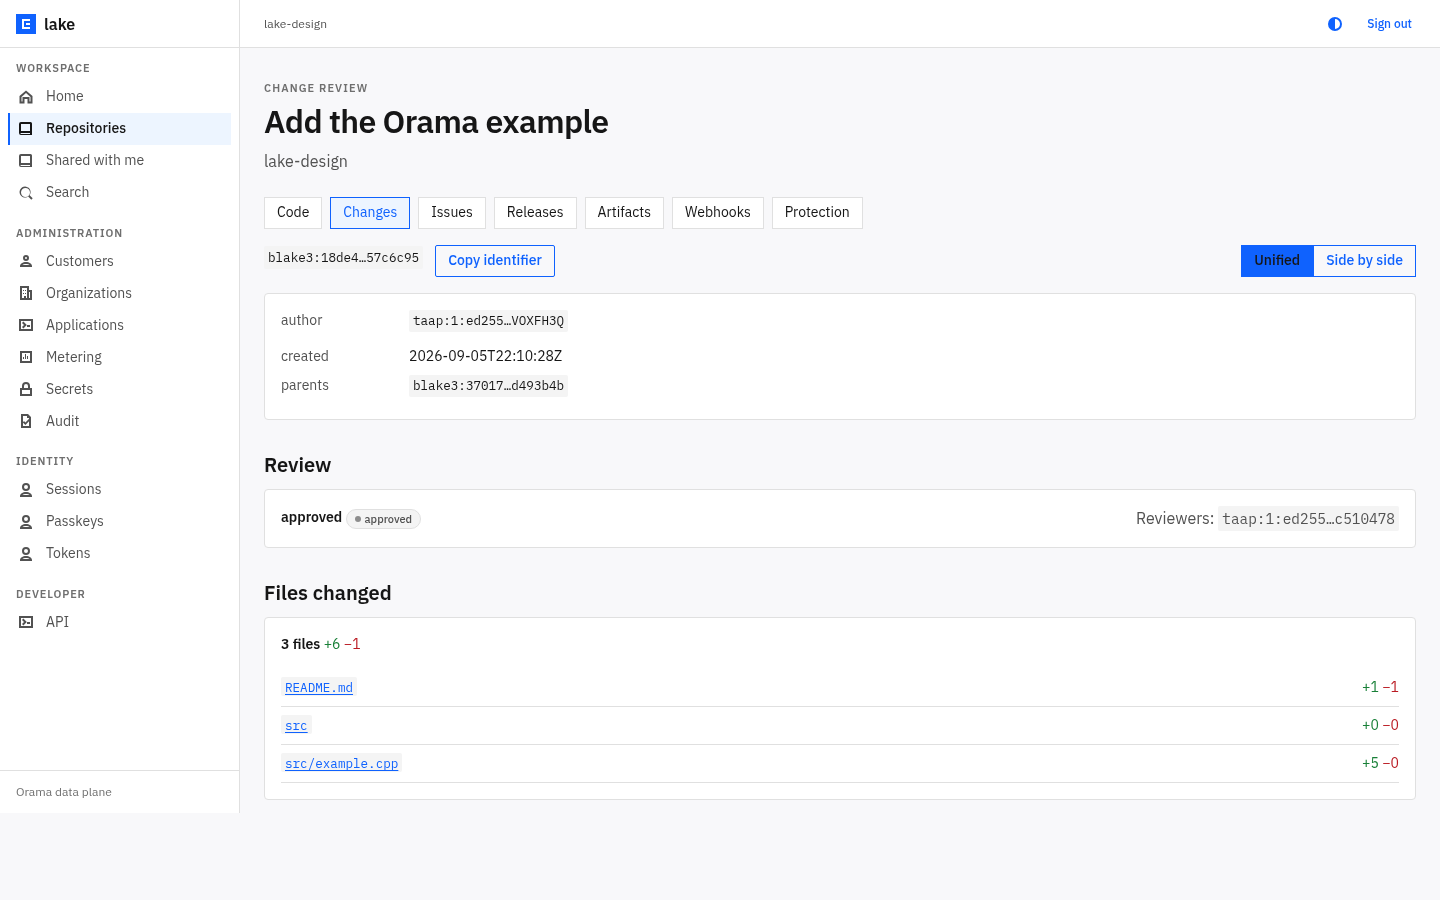 lake
lake-design
Sign out
WORKSPACE
Home
Repositories
Shared with me
Search
ADMINISTRATION
Customers
Organizations
Applications
Metering
Secrets
Audit
IDENTITY
Sessions
Passkeys
Tokens
DEVELOPER
API
Orama data plane
CHANGE REVIEW
Add the Orama example
lake-design
Code Changes Issues Releases Artifacts Webhooks Protection
blake3:18de4…57c6c95 Copy identifier Unified Side by side
author taap:1:ed255…VOXFH3Q
created 2026-09-05T22:10:28Z
parents blake3:37017…d493b4b
Review
approved approved Reviewers: taap:1:ed255…c510478
Files changed
3 files +6 −1
README.md +1 −1
src +0 −0
src/example.cpp +5 −0